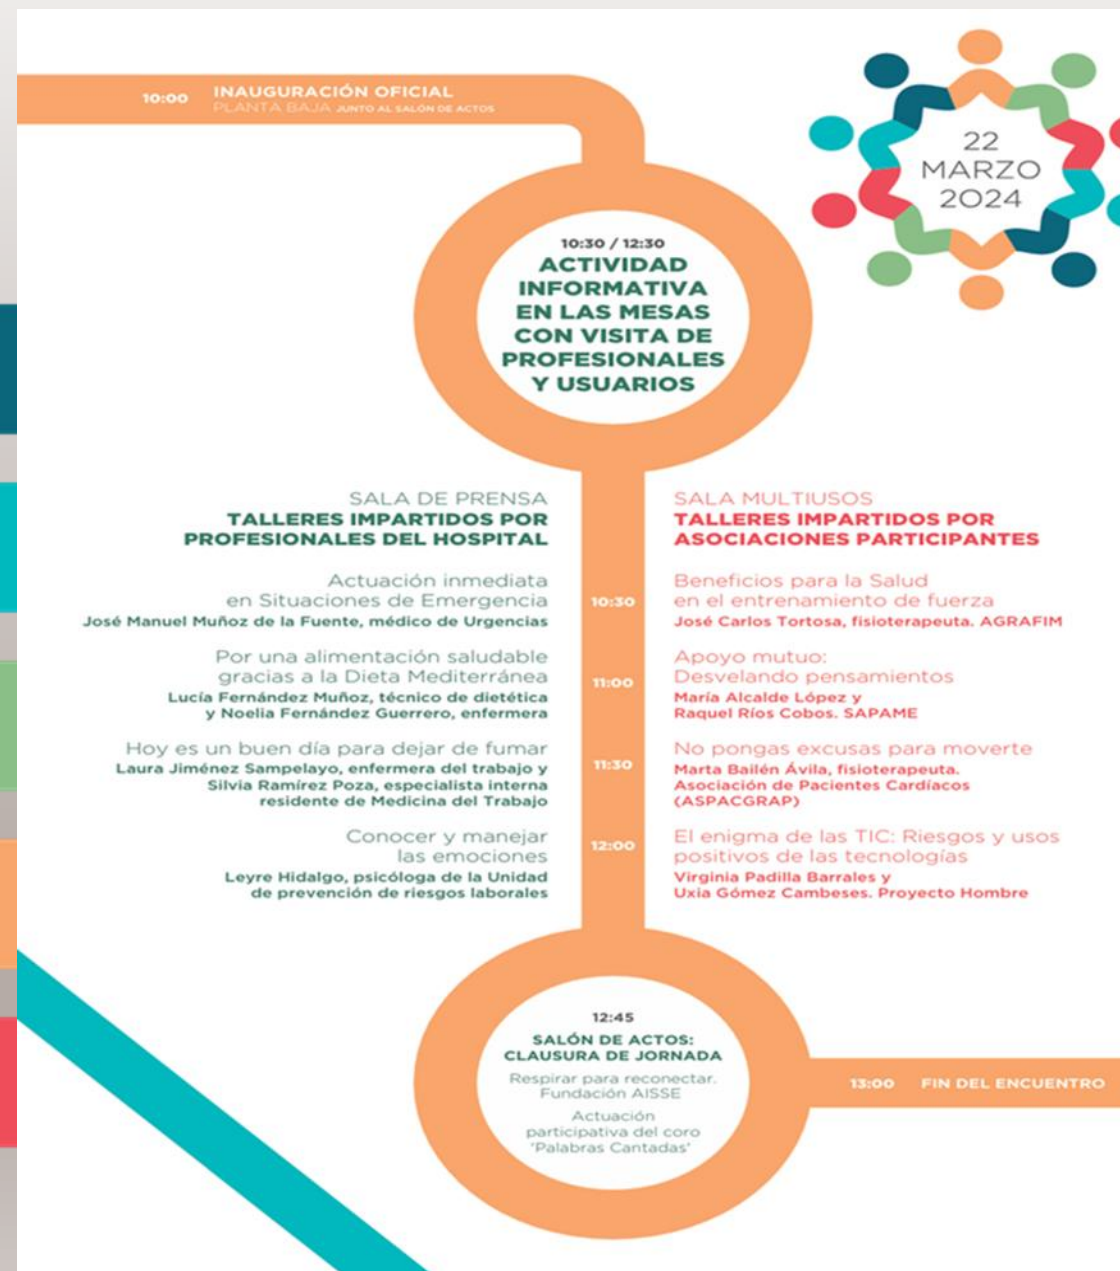 10:00 INAUGURACIÓN OFICIAL
PLANTA BAJA JUNTO AL SALÓN DE ACTOS
22
MARZO
2024
10:30 / 12:30
ACTIVIDAD
INFORMATIVA
EN LAS MESAS
CON VISITA DE
PROFESIONALES
Y USUARIOS
SALA DE PRENSA
TALLERES IMPARTIDOS POR
PROFESIONALES DEL HOSPITAL
SALA MULTIUSOS
TALLERES IMPARTIDOS POR
ASOCIACIONES PARTICIPANTES
10:30
Actuación inmediata
en Situaciones de Emergencia
José Manuel Muñoz de la Fuente, médico de Urgencias
Beneficios para la Salud
en el entrenamiento de fuerza
José Carlos Tortosa, fisioterapeuta. AGRAFIM
11:00
Por una alimentación saludable
gracias a la Dieta Mediterránea
Lucía Fernández Muñoz, técnico de dietética
y Noelia Fernández Guerrero, enfermera
Apoyo mutuo:
Desvelando pensamientos
María Alcalde López y
Raquel Ríos Cobos. SAPAME
11:30
Hoy es un buen día para dejar de fumar
Laura Jiménez Sampelayo, enfermera del trabajo y
Silvia Ramírez Poza, especialista interna
residente de Medicina del Trabajo
No pongas excusas para moverte
Marta Bailén Ávila, fisioterapeuta.
Asociación de Pacientes Cardíacos
(ASPACGRAP)
12:00
Conocer y manejar
las emociones
Leyre Hidalgo, psicóloga de la Unidad
de prevención de riesgos laborales
El enigma de las TIC: Riesgos y usos
positivos de las tecnologías
Virginia Padilla Barrales y
Uxia Gómez Cambeses. Proyecto Hombre
12:45
SALÓN DE ACTOS:
CLAUSURA DE JORNADA
Respirar para reconectar.
Fundación AISSE
Actuación
participativa del coro
'Palabras Cantadas'
13:00 FIN DEL ENCUENTRO